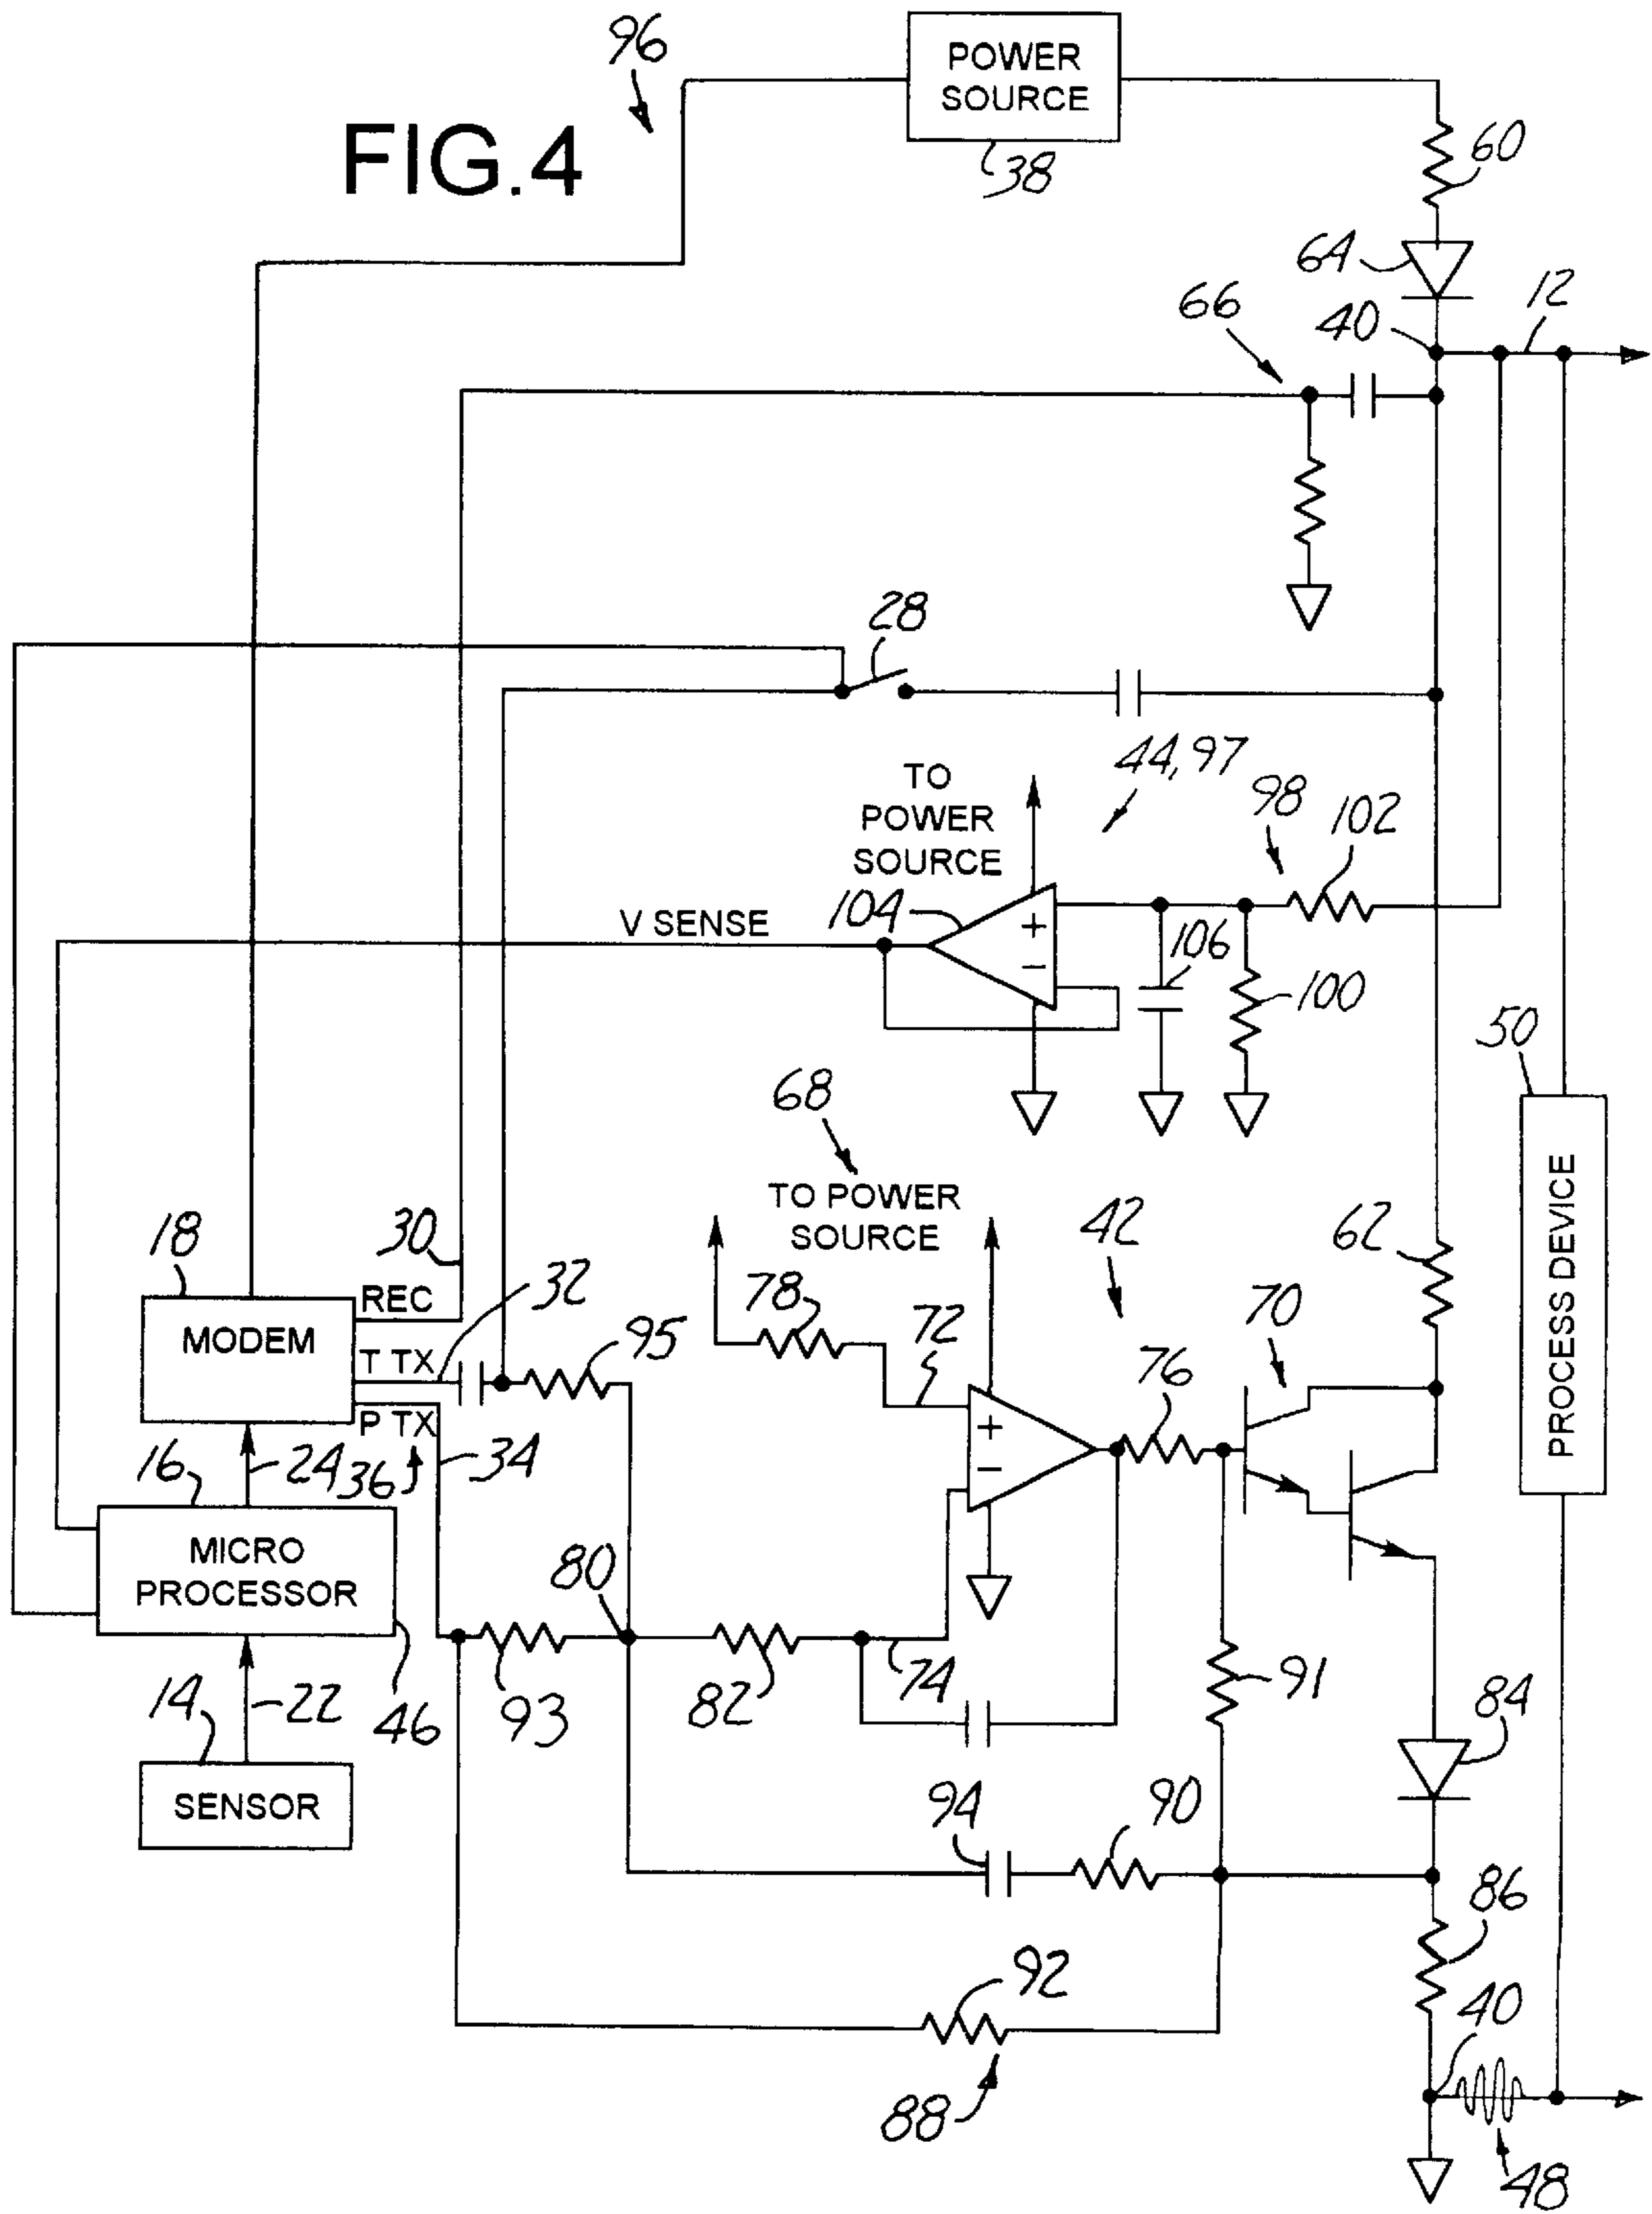 96
POWER
SOURCE
FIG.4
38
60
64
12
66
40
28
44,97
TO
POWER
SOURCE
98
102
104
V SENSE
+
−
106
100
50
68
TO POWER
SOURCE
42
62
PROCESS DEVICE
18
30
REC
32
MODEM
T TX
95
78
72
76
70
P TX
+
−
16
24
36
34
MICRO
PROCESSOR
80
14
22
46
93
82
74
91
84
SENSOR
94
90
86
92
40
88
48